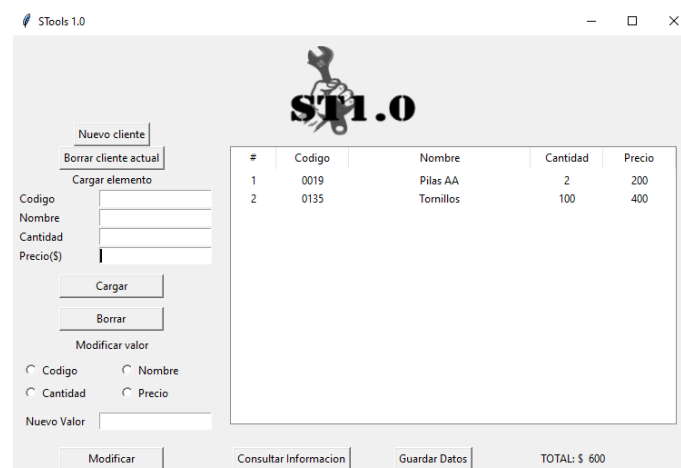 STools 1.0
ST1.0
Nuevo cliente
Borrar cliente actual
Cargar elemento
Codigo
Nombre
Cantidad
Precio($)
Cargar
Borrar
Modificar valor
Codigo Nombre
Cantidad Precio
Nuevo Valor
Modificar
# Codigo Nombre Cantidad Precio
1 0019 Pilas AA 2 200
2 0135 Tornillos 100 400
Consultar Informacion Guardar Datos TOTAL: $ 600